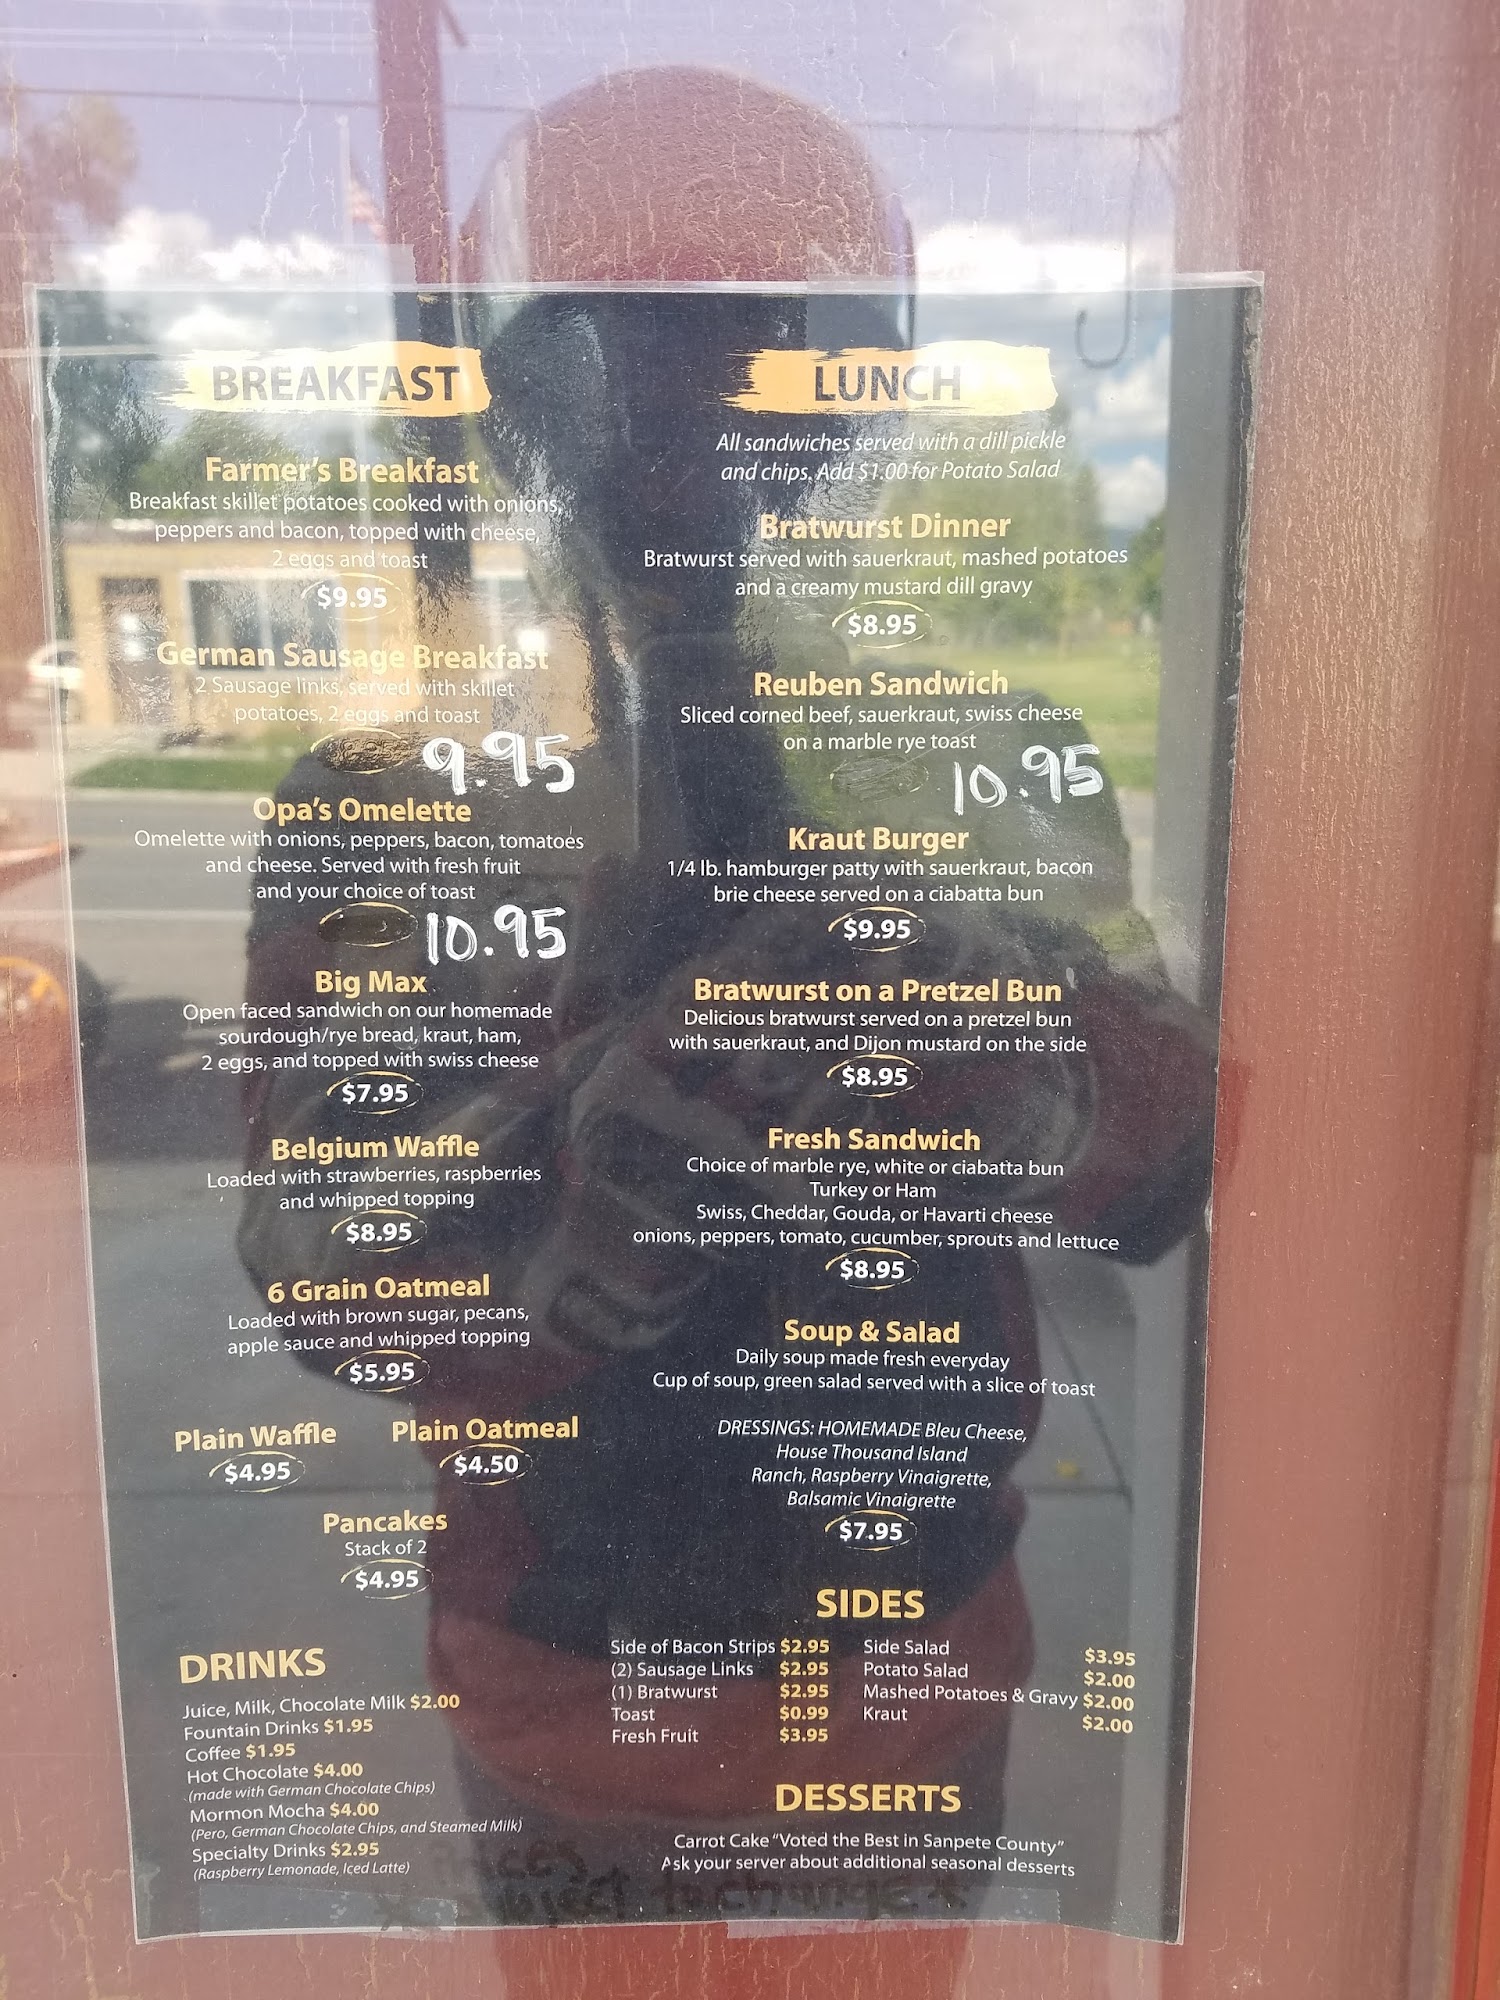 BREAKFAST
Farmer's Breakfast
Breakfast skillet potatoes cooked with onions,
peppers and bacon, topped with cheese,
2 eggs and toast
$9.95
German Sausage Breakfast
2 Sausage links, served with skillet
potatoes, 2 eggs and toast
9.95
Opa's Omelette
Omelette with onions, peppers, bacon, tomatoes
and cheese. Served with fresh fruit
and your choice of toast
10.95
Big Max
Open faced sandwich on our homemade
sourdough/rye bread, kraut, ham,
2 eggs, and topped with swiss cheese
$7.95
Belgium Waffle
Loaded with strawberries, raspberries
and whipped topping
$8.95
6 Grain Oatmeal
Loaded with brown sugar, pecans,
apple sauce and whipped topping
$5.95
Plain Waffle
$4.95
Plain Oatmeal
$4.50
Pancakes
Stack of 2
$4.95
DRINKS
Juice, Milk, Chocolate Milk $2.00
Fountain Drinks $1.95
Coffee $1.95
Hot Chocolate $4.00
(made with German Chocolate Chips)
Mormon Mocha $4.00
(Pero, German Chocolate Chips, and Steamed Milk)
Specialty Drinks $2.95
(Raspberry Lemonade, Iced Latte)
LUNCH
All sandwiches served with a dill pickle
and chips. Add $1.00 for Potato Salad
Bratwurst Dinner
Bratwurst served with sauerkraut, mashed potatoes
and a creamy mustard dill gravy
$8.95
Reuben Sandwich
Sliced corned beef, sauerkraut, swiss cheese
on a marble rye toast
10.95
Kraut Burger
1/4 lb. hamburger patty with sauerkraut, bacon
brie cheese served on a ciabatta bun
$9.95
Bratwurst on a Pretzel Bun
Delicious bratwurst served on a pretzel bun
with sauerkraut, and Dijon mustard on the side
$8.95
Fresh Sandwich
Choice of marble rye, white or ciabatta bun
Turkey or Ham
Swiss, Cheddar, Gouda, or Havarti cheese
onions, peppers, tomato, cucumber, sprouts and lettuce
$8.95
Soup & Salad
Daily soup made fresh everyday
Cup of soup, green salad served with a slice of toast
DRESSINGS: HOMEMADE Bleu Cheese,
House Thousand Island
Ranch, Raspberry Vinaigrette,
Balsamic Vinaigrette
$7.95
SIDES
Side of Bacon Strips $2.95
(2) Sausage Links $2.95
(1) Bratwurst $2.95
Toast $0.99
Fresh Fruit $3.95
Side Salad $3.95
Potato Salad $2.00
Mashed Potatoes & Gravy $2.00
Kraut $2.00
DESSERTS
Carrot Cake "Voted the Best in Sanpete County"
Ask your server about additional seasonal desserts
prices
subject to change